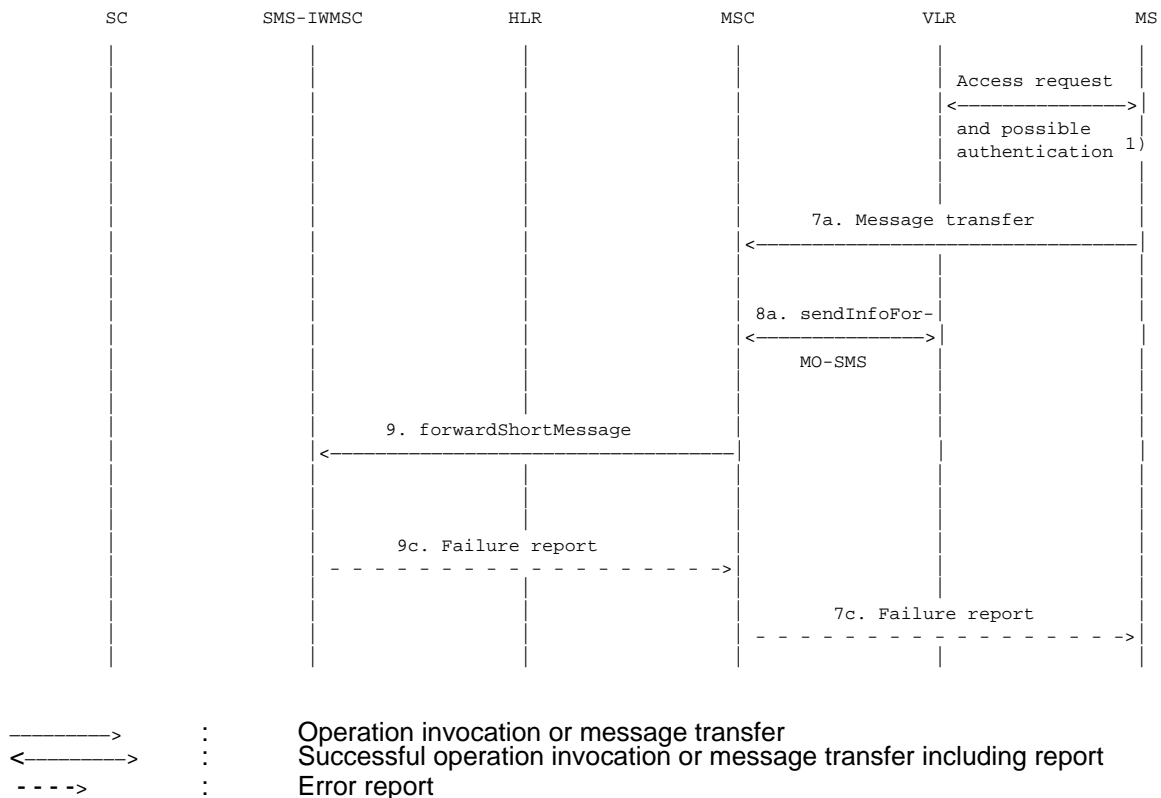 SC SMS-IWMSC HLR MSC VLR MS
Access request
and possible
authentication 1)
7a. Message transfer
8a. sendInfoFor-
MO-SMS
9. forwardShortMessage
9c. Failure report
7c. Failure report
: Operation invocation or message transfer
: Successful operation invocation or message transfer including report
: Error report